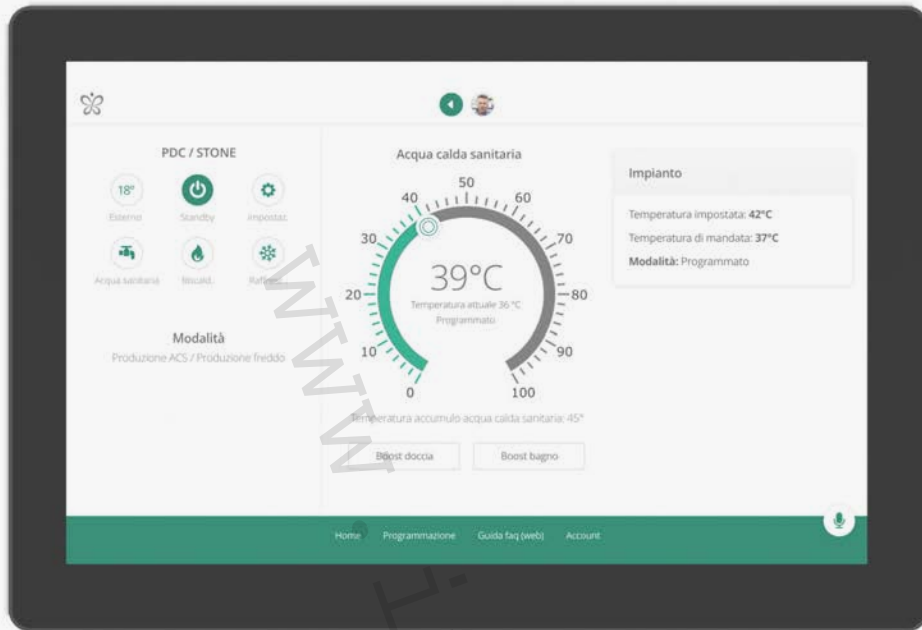 PDC / STONE
18°
Esterno
Standby
Impostaz.
Acqua sanitaria
Riscald.
Modalità
Produzione ACS / Produzione freddo
Acqua calda sanitaria
0
10
20
30
40
50
60
70
80
90
100
39°C
Temperatura attuale 36 °C
Programmato
Temperatura accumulo acqua calda sanitaria: 45°
Boost doccia
Boost bagno
Impianto
Temperatura impostata: 42°C
Temperatura di mandata: 37°C
Modalità: Programmato
Home Programmazione Guida faq (web) Account